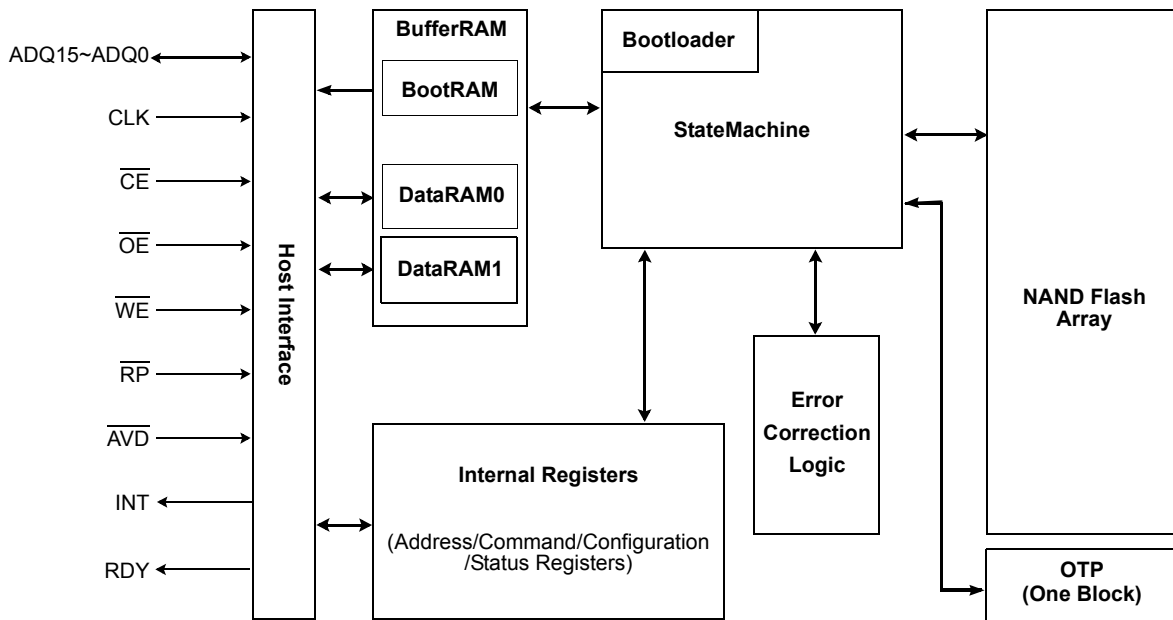 ADQ15~ADQ0
CLK
CE
OE
WE
RP
AVD
INT
RDY
Host Interface
BufferRAM
BootRAM
DataRAM0
DataRAM1
Bootloader
StateMachine
Internal Registers
(Address/Command/Configuration
/Status Registers)
Error
Correction
Logic
NAND Flash
Array
OTP
(One Block)